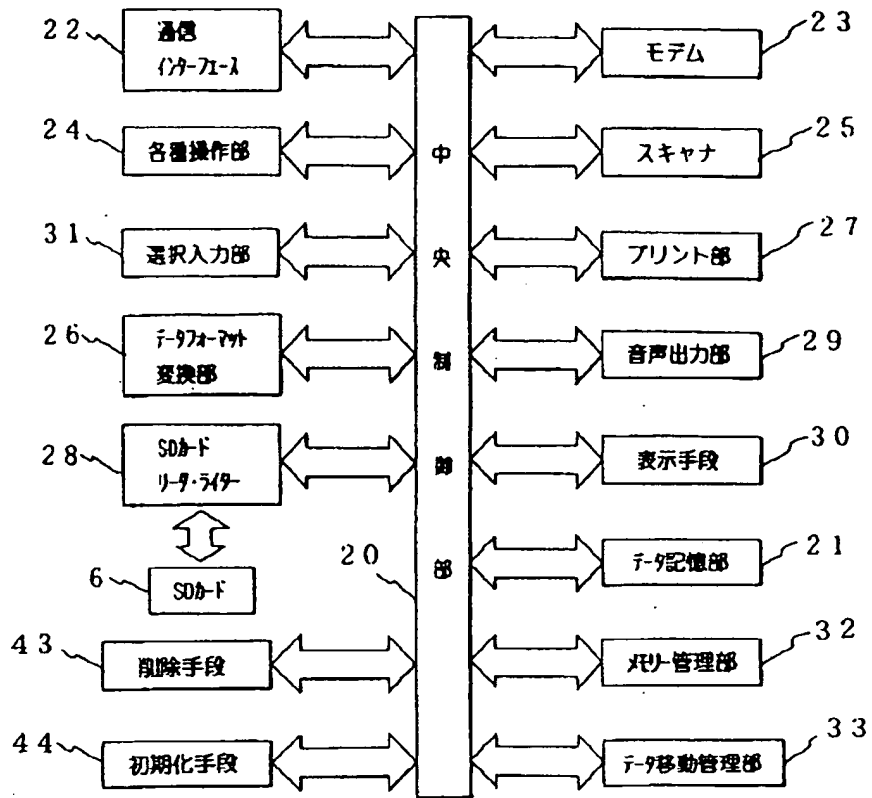 22
通信
インターフェース
23
モデム
24
各種操作部
25
スキャナ
31
選択入力部
27
プリント部
26
データフォーマット
変換部
29
音声出力部
28
SDカード
リーダ・ライター
30
表示手段
6
SDカード
20
中央制御部
21
データ記憶部
43
削除手段
32
メモリー管理部
44
初期化手段
33
データ移動管理部